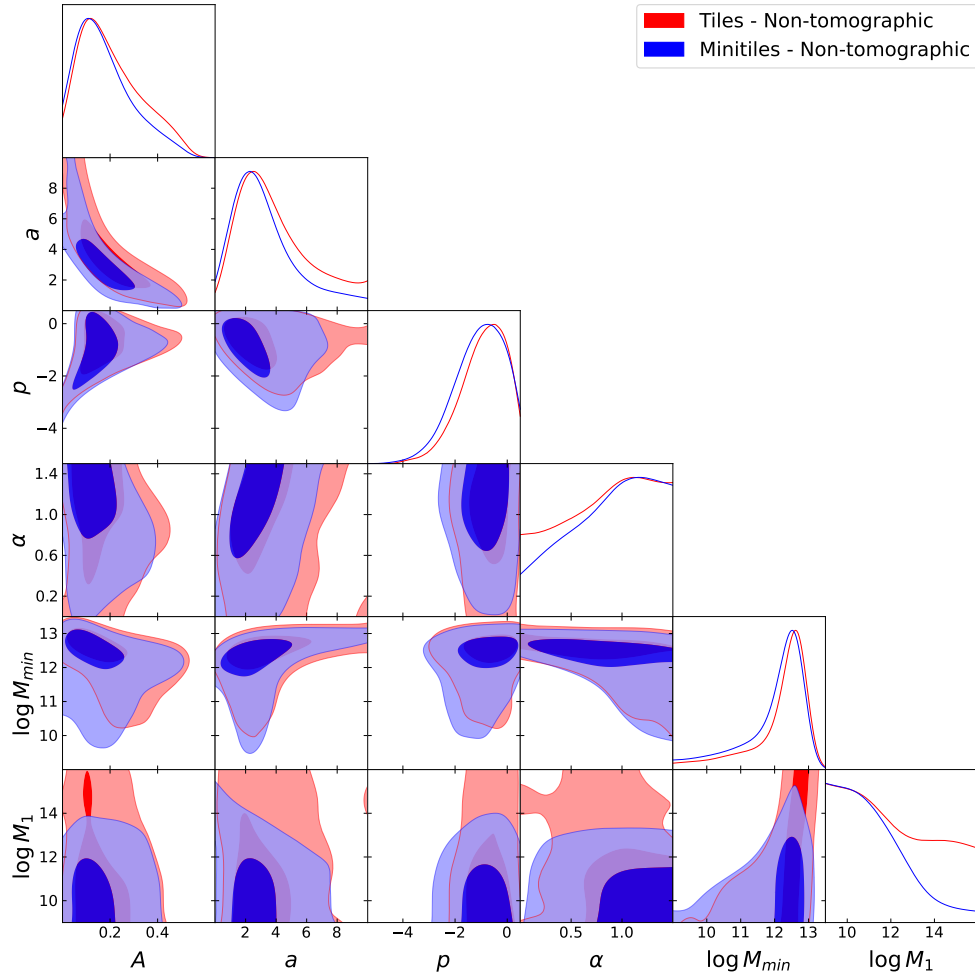 Tiles - Non-tomographic
Minitiles - Non-tomographic
a
8
6
4
2
p
0
−2
−4
α
1.4
1.0
0.6
0.2
log M_min
13
12
11
10
log M_1
14
12
10
0.2 0.4 0 2 4 6 8 −4 −2 0 0.5 1.0 10 11 12 13 10 12 14
A a p α log M_min log M_1